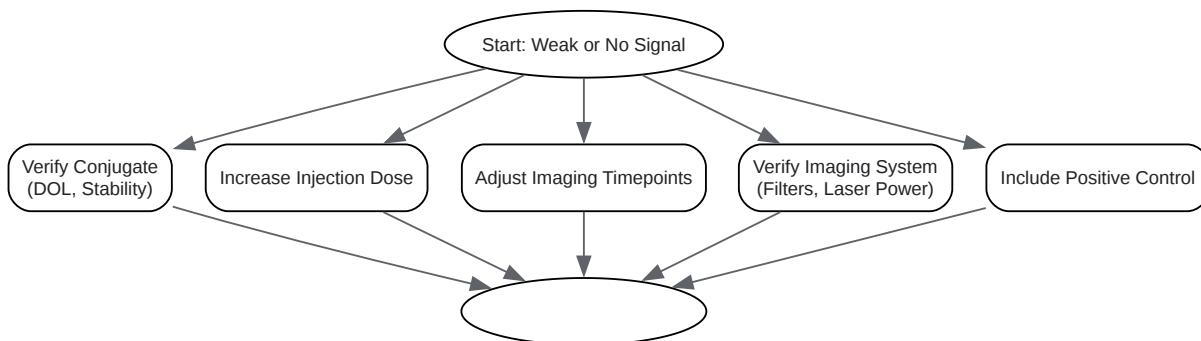 Start: Weak or No Signal
Verify Conjugate
(DOL, Stability)
Increase Injection Dose
Adjust Imaging Timepoints
Verify Imaging System
(Filters, Laser Power)
Include Positive Control